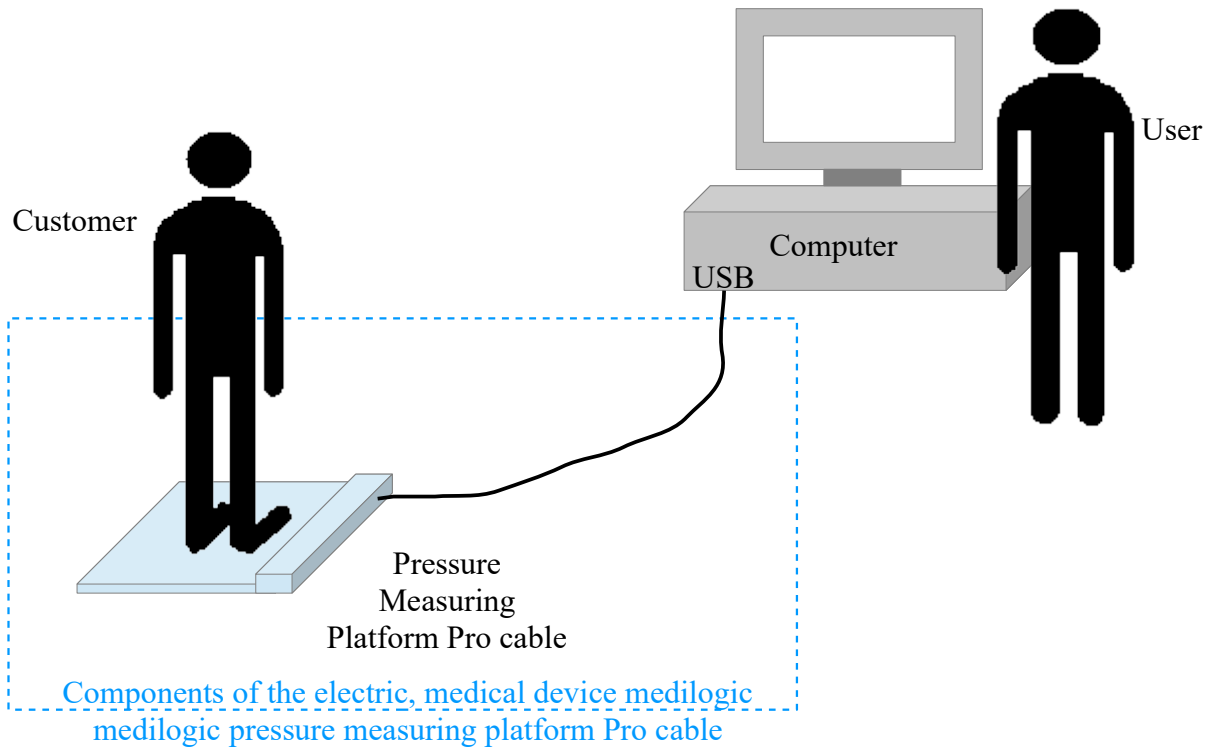 User
Customer
Computer
USB
Pressure
Measuring
Platform Pro cable
Components of the electric, medical device medilogic
medilogic pressure measuring platform Pro cable